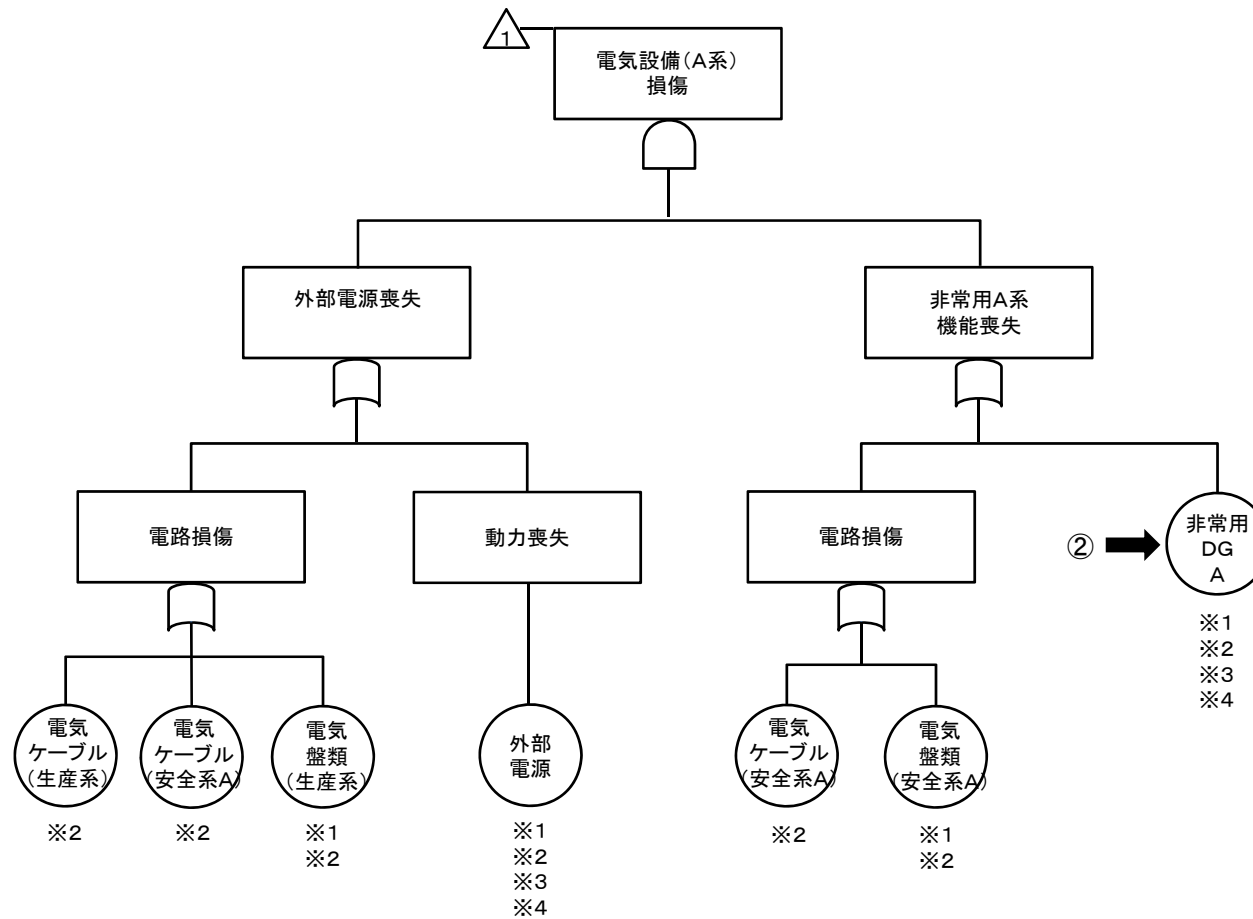 1
電気設備(A系)
損傷
外部電源喪失
非常用A系
機能喪失
電路損傷
動力喪失
電路損傷
②
非常用
DG
A
※1
※2
※3
※4
電気
ケーブル
(生産系)
※2
電気
ケーブル
(安全系A)
※2
電気
盤類
(生産系)
※1
※2
外部
電源
※1
※2
※3
※4
電気
ケーブル
(安全系A)
※2
電気
盤類
(安全系A)
※1
※2